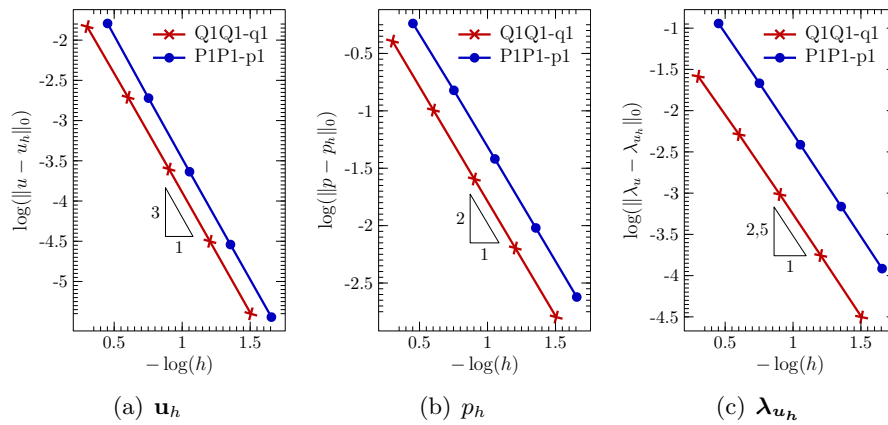 -2
-2.5
-3
-3.5
-4
-4.5
-5
log(‖u − u_h‖₀)
Q1Q1-q1
P1P1-p1
3
1
0.5
1
1.5
− log(h)
(a) u_h
-0.5
-1
-1.5
-2
-2.5
log(‖p − p_h‖₀)
Q1Q1-q1
P1P1-p1
2
1
0.5
1
1.5
− log(h)
(b) p_h
-1
-1.5
-2
-2.5
-3
-3.5
-4
-4.5
log(‖λ_u − λ_{u_h}‖₀)
Q1Q1-q1
P1P1-p1
2,5
1
0.5
1
1.5
− log(h)
(c) λ_{u_h}